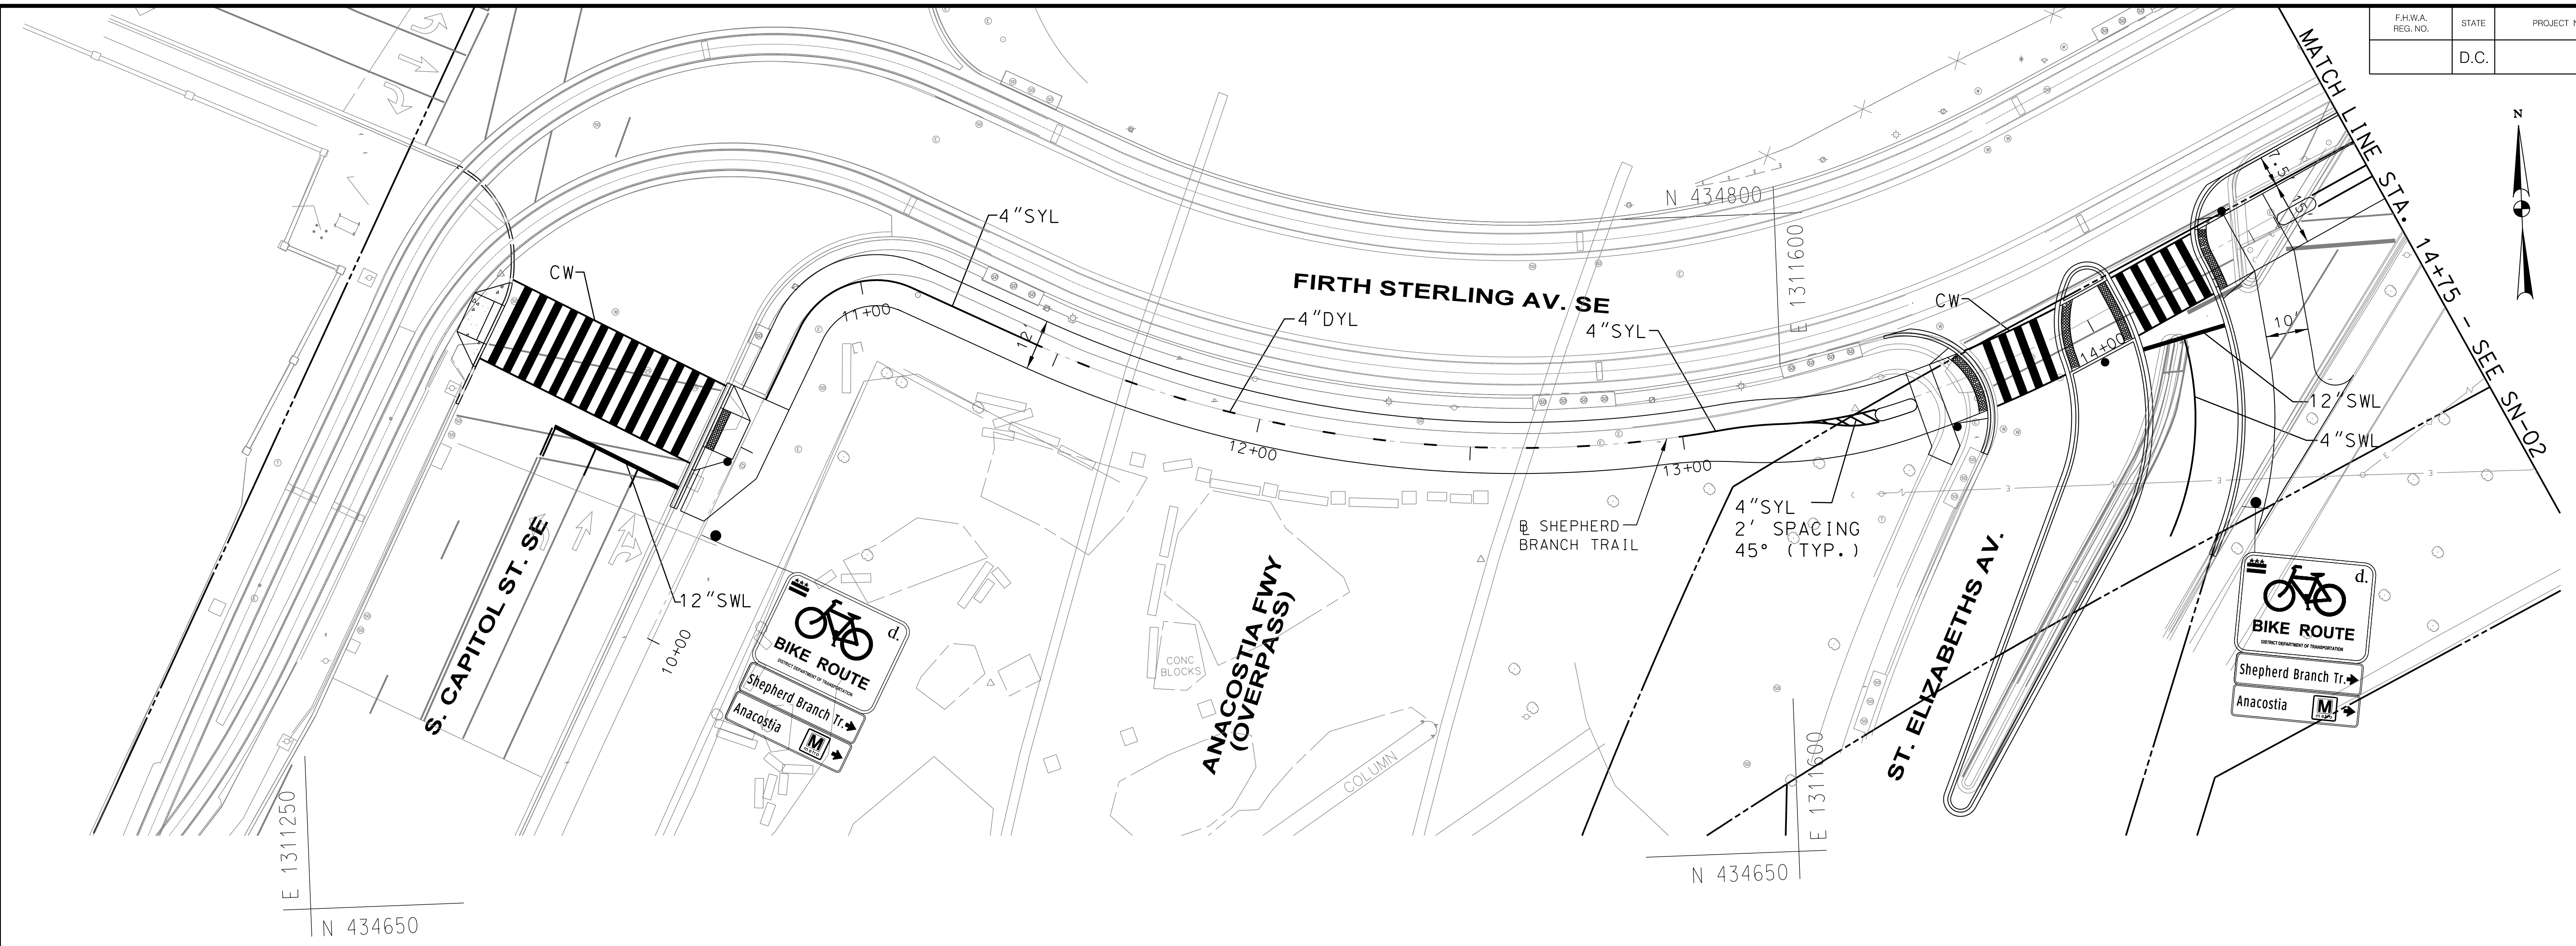 F.H.W.A.
REG. NO.
STATE
PROJECT N
D.C.
MATCH LINE STA. 14+75 - SEE SN-02
N
N 434800
E 1311600
4"SYL
CW
11+00
12'
FIRTH STERLING AV. SE
4"DYL
4"SYL
CW
14+00
7.5'
15'
10'
12"SWL
4"SWL
12+00
13+00
BL SHEPHERD
BRANCH TRAIL
4"SYL
2' SPACING
45° (TYP.)
S. CAPITOL ST. SE
12"SWL
10+00
d.
BIKE ROUTE
DISTRICT DEPARTMENT OF TRANSPORTATION
Shepherd Branch Tr.
Anacostia
M
metro
CONC
BLOCKS
ANACOSTIA FWY
(OVERPASS)
COLUMN
ST. ELIZABETHS AV.
d.
BIKE ROUTE
DISTRICT DEPARTMENT OF TRANSPORTATION
Shepherd Branch Tr.
Anacostia
M
metro
E 1311250
N 434650
E 1311600
N 434650